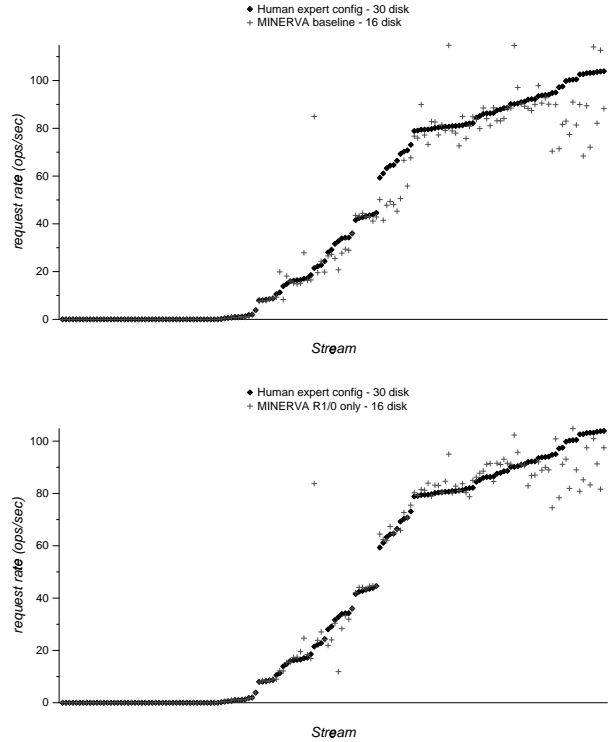 Human expert config - 30 disk
MINERVA baseline - 16 disk
100
80
60
40
20
0
request rate (ops/sec)
Stream
Human expert config - 30 disk
MINERVA R1/0 only - 16 disk
100
80
60
40
20
0
request rate (ops/sec)
Stream